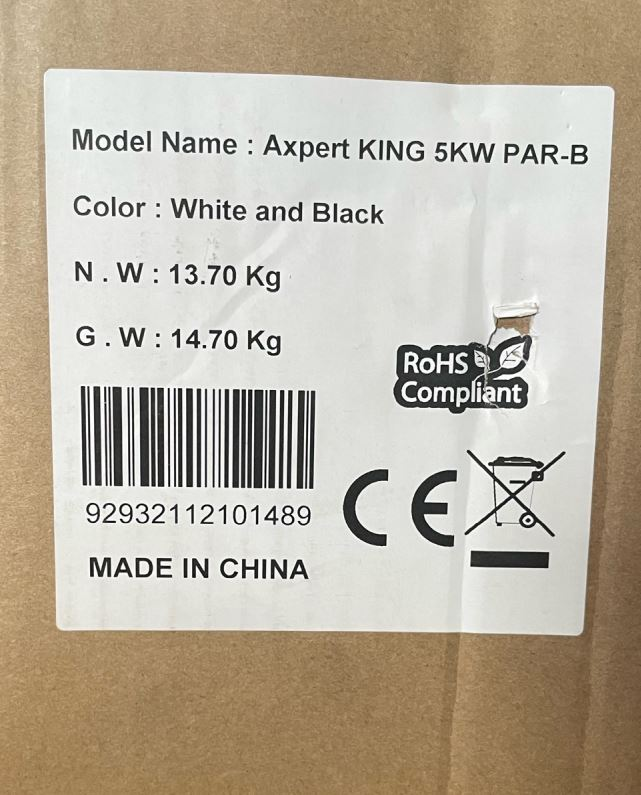 Model Name : Axpert KING 5KW PAR-B
Color : White and Black
N . W : 13.70 Kg
G . W : 14.70 Kg
RoHS
Compliant
92932112101489
CE
MADE IN CHINA